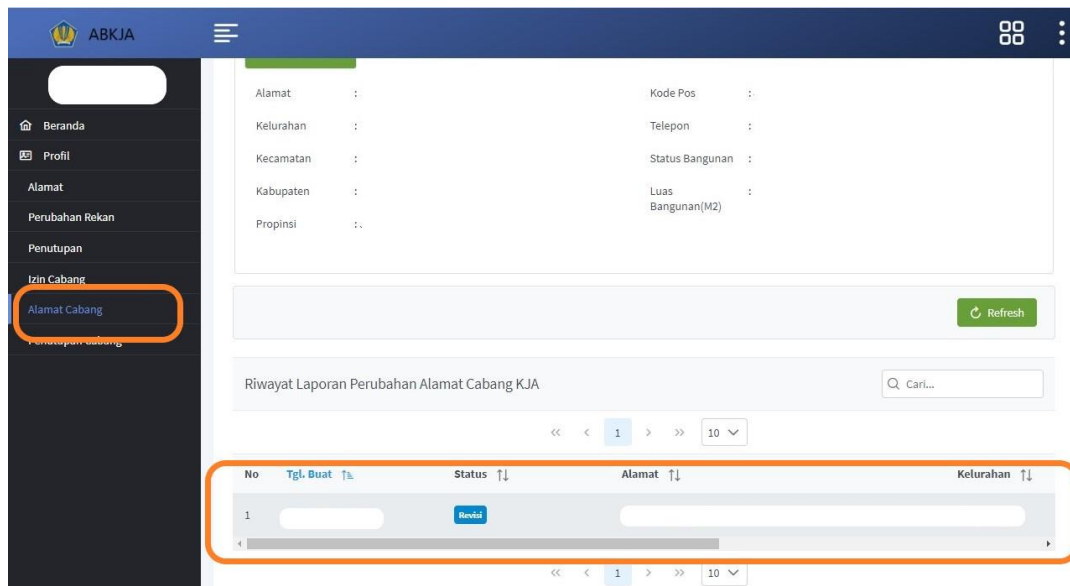 ABKJA
Beranda
Profil
Alamat
Perubahan Rekan
Penutupan
Izin Cabang
Alamat Cabang
Penutupan Cabang
Alamat :
Kelurahan :
Kecamatan :
Kabupaten :
Propinsi :.
Kode Pos :
Telepon :
Status Bangunan :
Luas :
Bangunan(M2)
Refresh
Riwayat Laporan Perubahan Alamat Cabang KJA
Cari...
<< < 1 > >> 10
No Tgl. Buat Status Alamat Kelurahan
1 Revisi
<< < 1 > >> 10